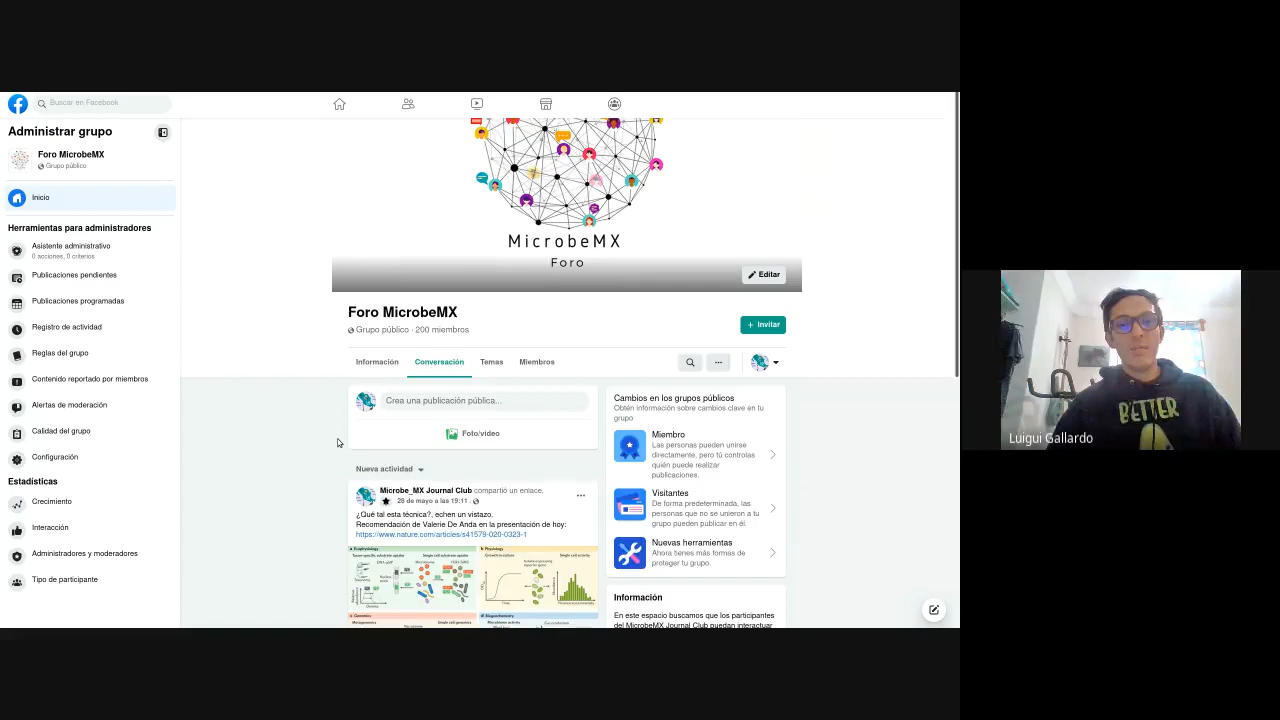 Buscar en Facebook
Administrar grupo
Foro MicrobeMX
Grupo público
Inicio
Herramientas para administradores
Asistente administrativo
0 acciones, 0 criterios
Publicaciones pendientes
Publicaciones programadas
Registro de actividad
Reglas del grupo
Contenido reportado por miembros
Alertas de moderación
Calidad del grupo
Configuración
Estadísticas
Crecimiento
Interacción
Administradores y moderadores
Tipo de participante
MicrobeMX
Foro
Editar
Foro MicrobeMX
Grupo público · 200 miembros
+ Invitar
Información
Conversación
Temas
Miembros
Crea una publicación pública...
Foto/video
Nueva actividad
Microbe_MX Journal Club compartió un enlace.
28 de mayo a las 19:11 ·
¿Qué tal esta técnica?, echen un vistazo.
Recomendación de Valerie De Anda en la presentación de hoy:
https://www.nature.com/articles/s41579-020-0323-1
Cambios en los grupos públicos
Obtén información sobre cambios clave en tu
grupo
Miembro
Las personas pueden unirse
directamente, pero tú controlas
quién puede realizar
publicaciones.
Visitantes
De forma predeterminada, las
personas que no se unieron a tu
grupo pueden publicar en él.
Nuevas herramientas
Ahora tienes más formas de
proteger tu grupo.
Información
En este espacio buscamos que los participantes
del MicrobeMX Journal Club puedan interactuar
BETTER
Luigui Gallardo